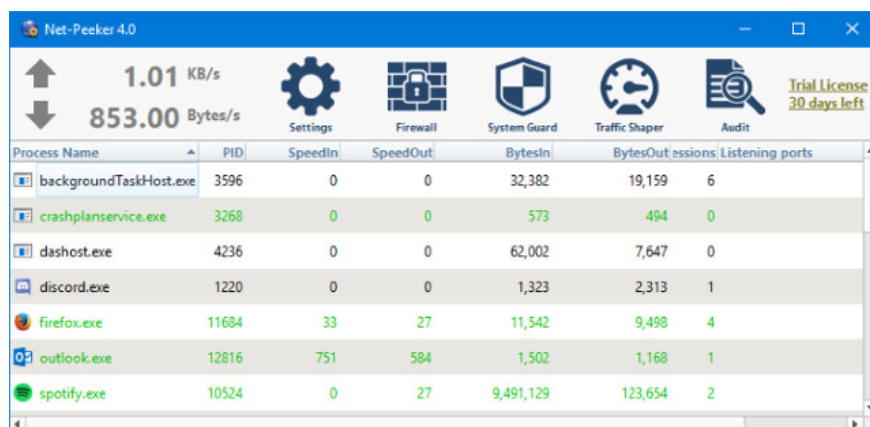 Net-Peeker 4.0
1.01 KB/s
853.00 Bytes/s
Settings Firewall System Guard Traffic Shaper Audit
Trial License
30 days left
Process Name PID SpeedIn SpeedOut BytesIn BytesOut essions Listening ports
backgroundTaskHost.exe 3596 0 0 32,382 19,159 6
crashplanservice.exe 3268 0 0 573 494 0
dashost.exe 4236 0 0 62,002 7,647 0
discord.exe 1220 0 0 1,323 2,313 1
firefox.exe 11684 33 27 11,542 9,498 4
outlook.exe 12816 751 584 1,502 1,168 1
spotify.exe 10524 0 27 9,491,129 123,654 2